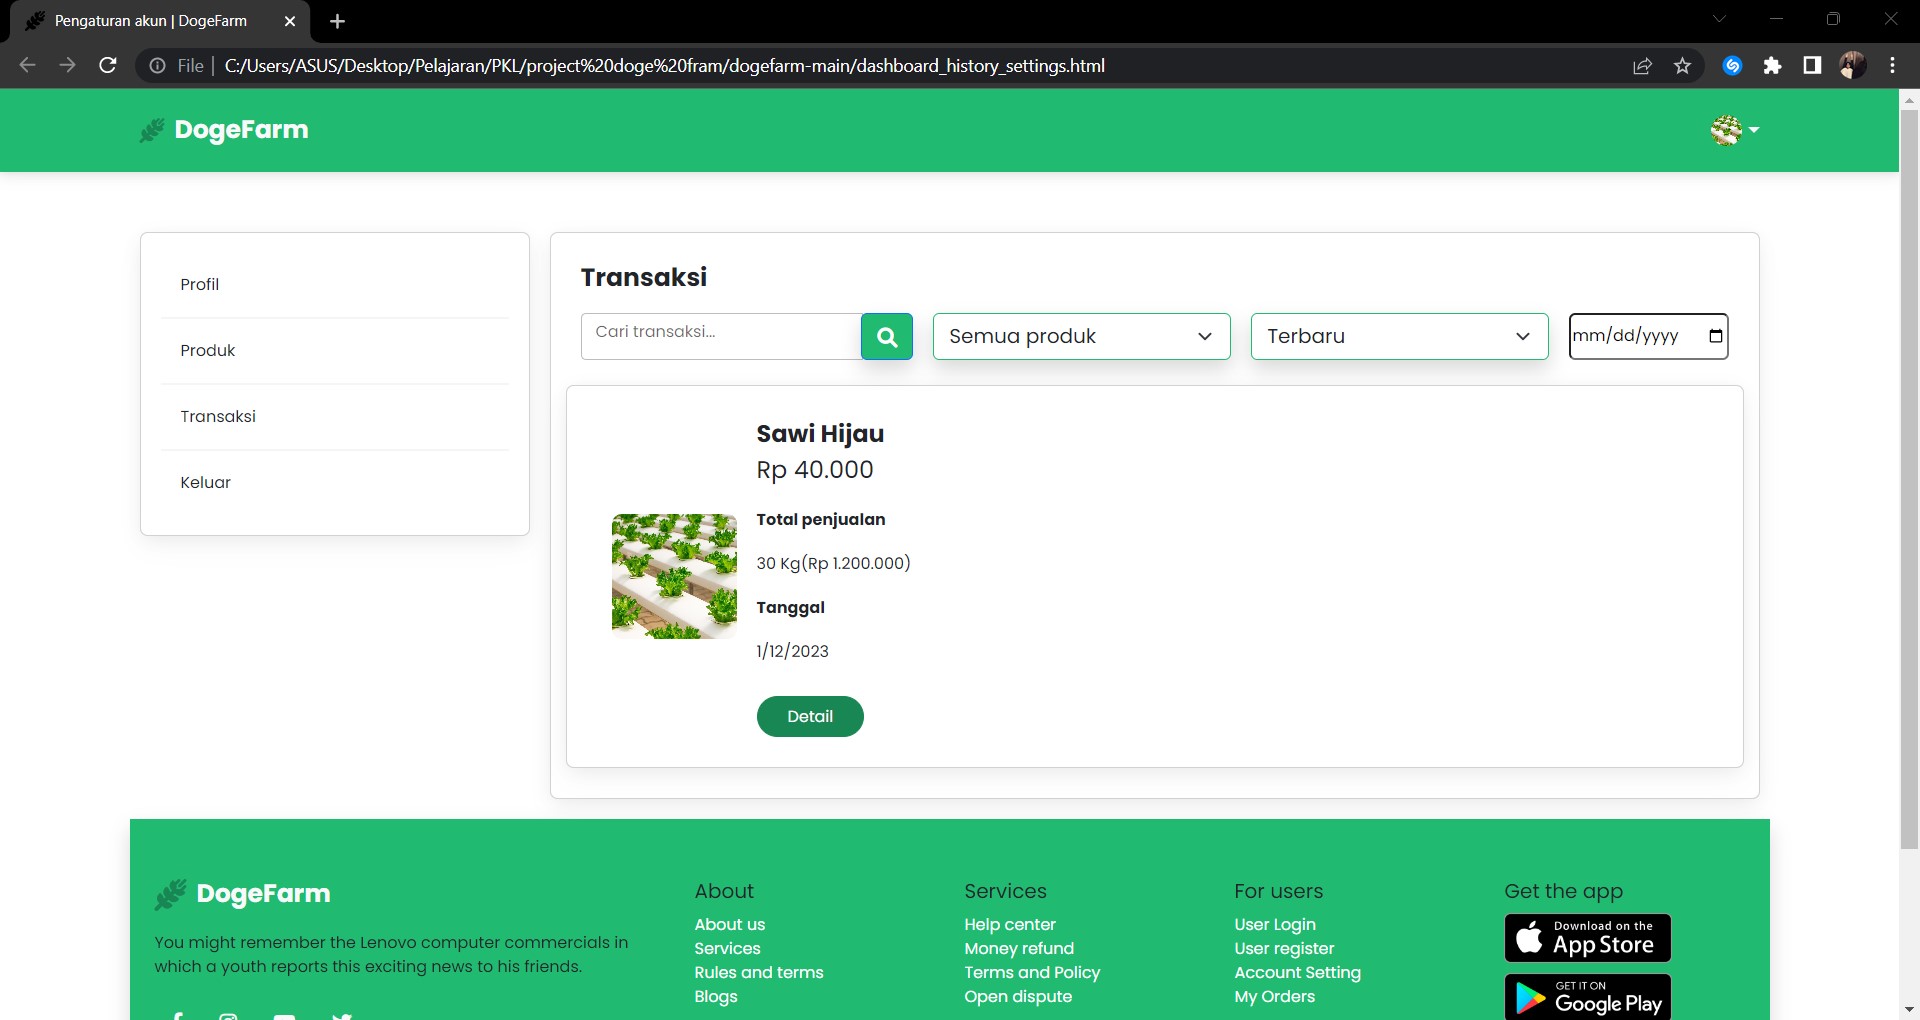 Pengaturan akun | DogeFarm
File | C:/Users/ASUS/Desktop/Pelajaran/PKL/project%20doge%20fram/dogefarm-main/dashboard_history_settings.html
DogeFarm
Profil
Produk
Transaksi
Keluar
Transaksi
Cari transaksi...
Semua produk
Terbaru
mm/dd/yyyy
Sawi Hijau
Rp 40.000
Total penjualan
30 Kg(Rp 1.200.000)
Tanggal
1/12/2023
Detail
DogeFarm
You might remember the Lenovo computer commercials in
which a youth reports this exciting news to his friends.
About
About us
Services
Rules and terms
Blogs
Services
Help center
Money refund
Terms and Policy
Open dispute
For users
User Login
User register
Account Setting
My Orders
Get the app
Download on the
App Store
GET IT ON
Google Play